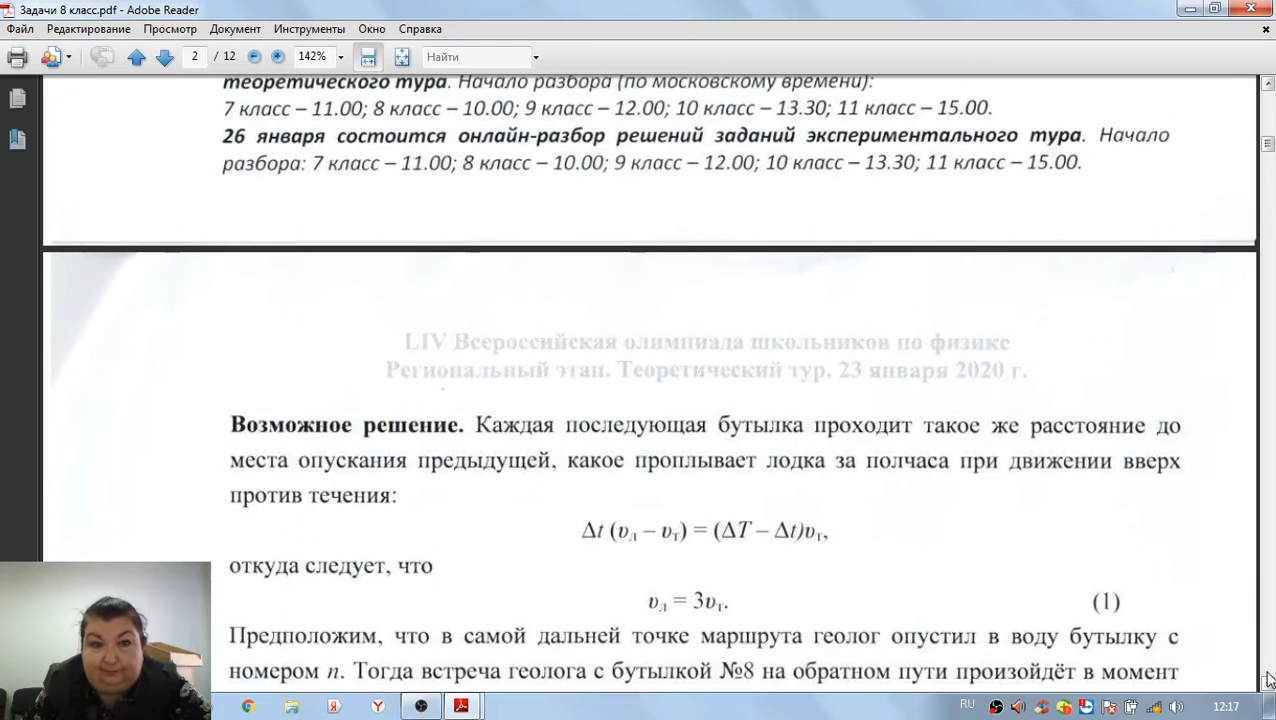 Задачи 8 класс.pdf - Adobe Reader
Файл Редактирование Просмотр Документ Инструменты Окно Справка
2 / 12 142% Найти
теоретического тура. Начало разбора (по московскому времени):
7 класс – 11.00; 8 класс – 10.00; 9 класс – 12.00; 10 класс – 13.30; 11 класс – 15.00.
26 января состоится онлайн-разбор решений заданий экспериментального тура. Начало
разбора: 7 класс – 11.00; 8 класс – 10.00; 9 класс – 12.00; 10 класс – 13.30; 11 класс – 15.00.
LIV Всероссийская олимпиада школьников по физике
Региональный этап. Теоретический тур. 23 января 2020 г.
Возможное решение. Каждая последующая бутылка проходит такое же расстояние до
места опускания предыдущей, какое проплывает лодка за полчаса при движении вверх
против течения:
Δt (υл – υт) = (ΔT – Δt)υт,
откуда следует, что
υл = 3υт. (1)
Предположим, что в самой дальней точке маршрута геолог опустил в воду бутылку с
номером n. Тогда встреча геолога с бутылкой №8 на обратном пути произойдёт в момент
RU 12:17